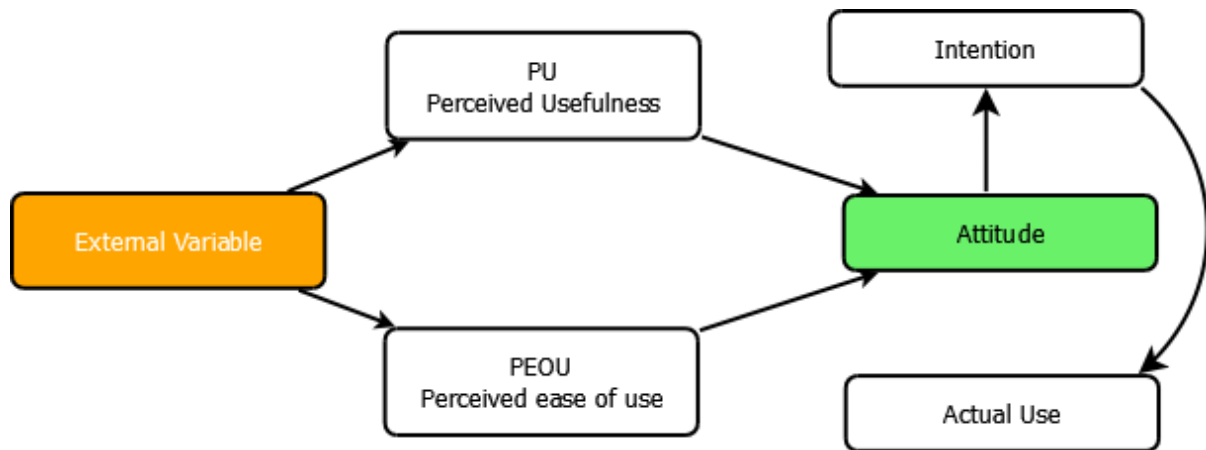 PU
Perceived Usefulness
Intention
External Variable
Attitude
PEOU
Perceived ease of use
Actual Use